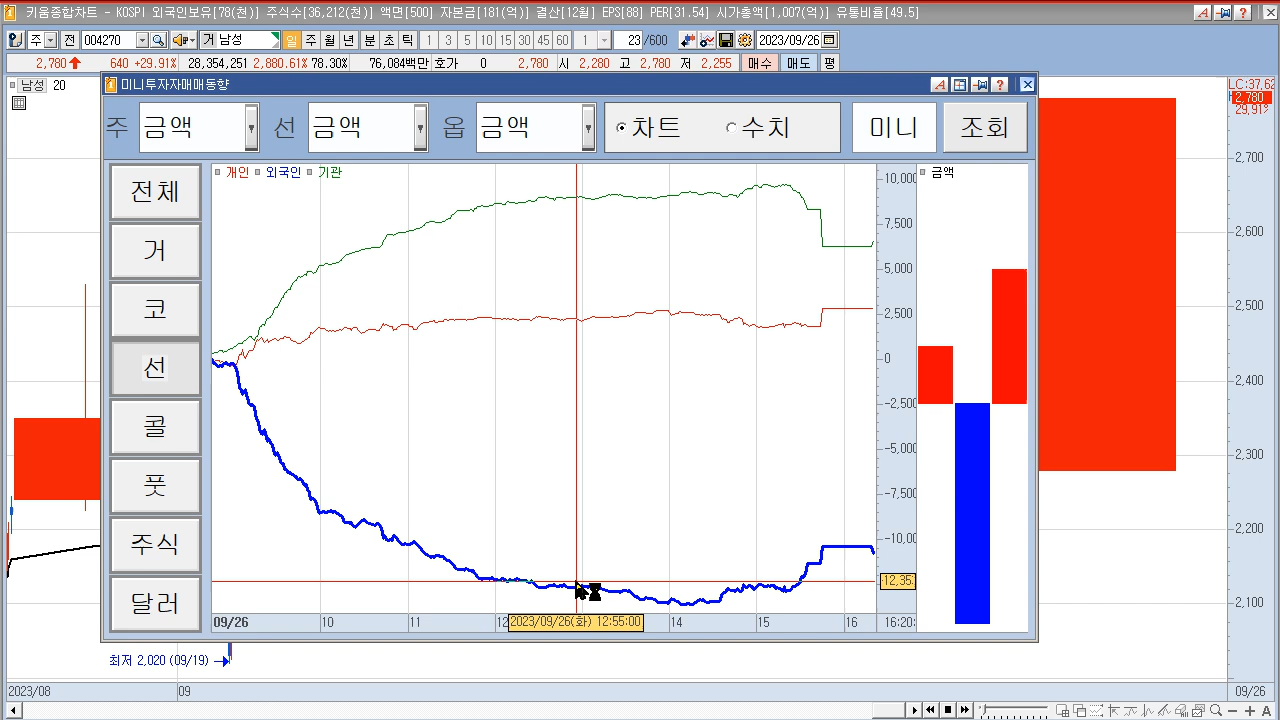 키움종합차트 - KOSPI 외국인보유[78(천)] 주식수[36,212(천)] 액면[500] 자본금[181(억)] 결산[12월] EPS[86] PER[31.54] 시가총액[1,007(억)] 유통비율[49.5]
주 전 004270 거 남성 일 주 월 년 분 초 틱 1 3 5 10 15 30 45 60 1 23 /600 2023/09/26
2,780 640 +29.91% 28,354,251 2,880.61% 78.30% 76,084백만 호가 0 2,780 시 2,280 고 2,780 저 2,255 매수 매도 평
남성 20
LC:37,62
2,780
29.91%
미니투자자매매동향
주 금액 선 금액 옵 금액 차트 수치 미니 조회
전체
거
코
선
콜
풋
주식
달러
개인 외국인 기관
금액
10,000
7,500
5,000
2,500
0
-2,500
-5,000
-7,500
-10,00
12,35
09/26 10 11 12 2023/09/26(화) 12:55:00 14 15 16 16:20:
2,700
2,600
2,500
2,400
2,300
2,200
2,100
최저 2,020 (09/19)
2023/08 09 09/26
A